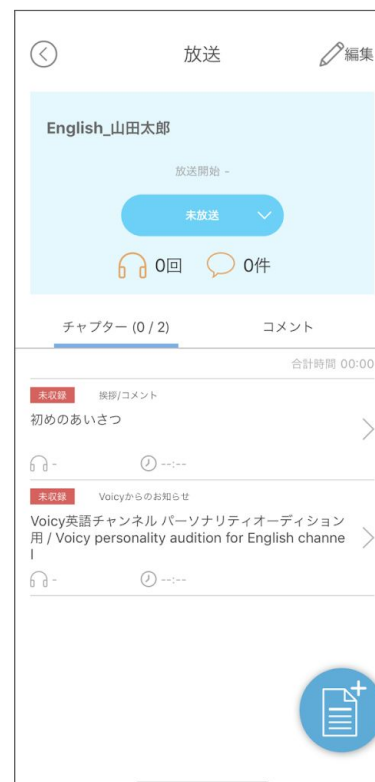 放送
編集
English_山田太郎
放送開始 -
未放送
0回
0件
チャプター (0 / 2)
コメント
合計時間 00:00
未収録 挨拶/コメント
初めのあいさつ
- --:--
未収録 Voicyからのお知らせ
Voicy英語チャンネル パーソナリティオーディション
用 / Voicy personality audition for English channe
l
- --:--